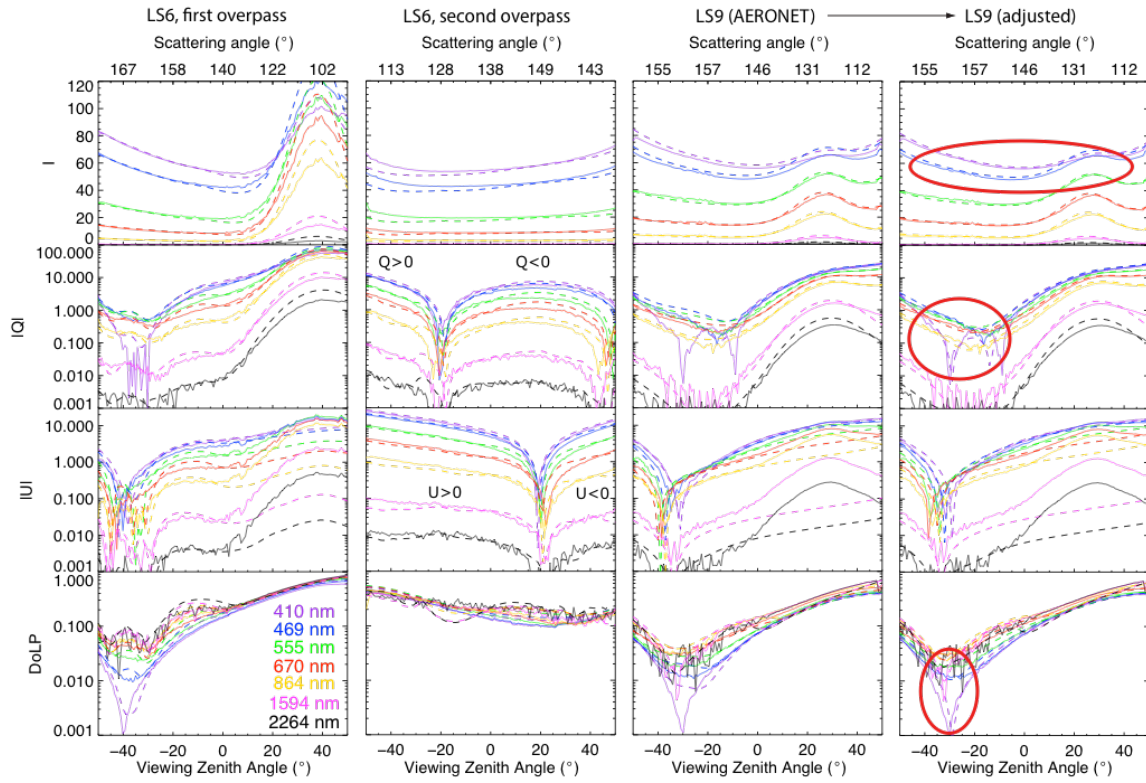 LS6, first overpass LS6, second overpass LS9 (AERONET) LS9 (adjusted)
Scattering angle (°) Scattering angle (°) Scattering angle (°) Scattering angle (°)
167 158 140 122 102 113 128 138 149 143 155 157 146 131 112 155 157 146 131 112
I
120
100
80
60
40
20
0
|Q|
100.000
10.000
1.000
0.100
0.010
0.001
Q>0 Q<0
|U|
10.000
1.000
0.100
0.010
0.001
U>0 U<0
DoLP
1.000
0.100
0.010
0.001
410 nm
469 nm
555 nm
670 nm
864 nm
1594 nm
2264 nm
−40 −20 0 20 40 −40 −20 0 20 40 −40 −20 0 20 40 −40 −20 0 20 40
Viewing Zenith Angle (°) Viewing Zenith Angle (°) Viewing Zenith Angle (°) Viewing Zenith Angle (°)